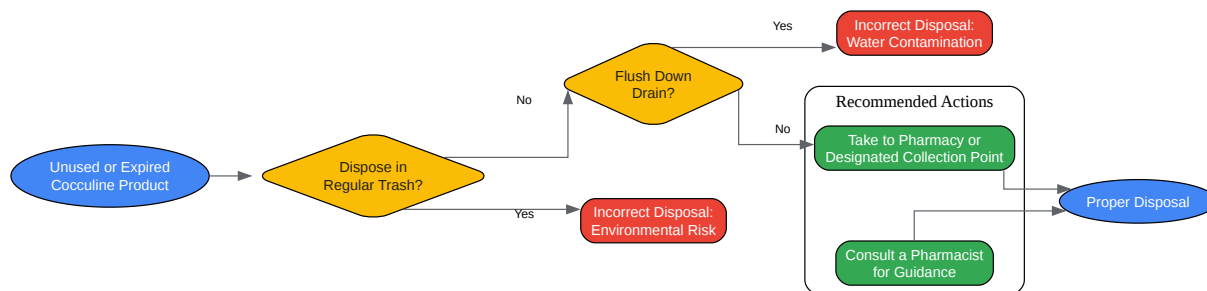 Unused or Expired
Cocculine Product
Dispose in
Regular Trash?
No
Yes
Incorrect Disposal:
Environmental Risk
Flush Down
Drain?
Yes
Incorrect Disposal:
Water Contamination
No
Recommended Actions
Take to Pharmacy or
Designated Collection Point
Consult a Pharmacist
for Guidance
Proper Disposal